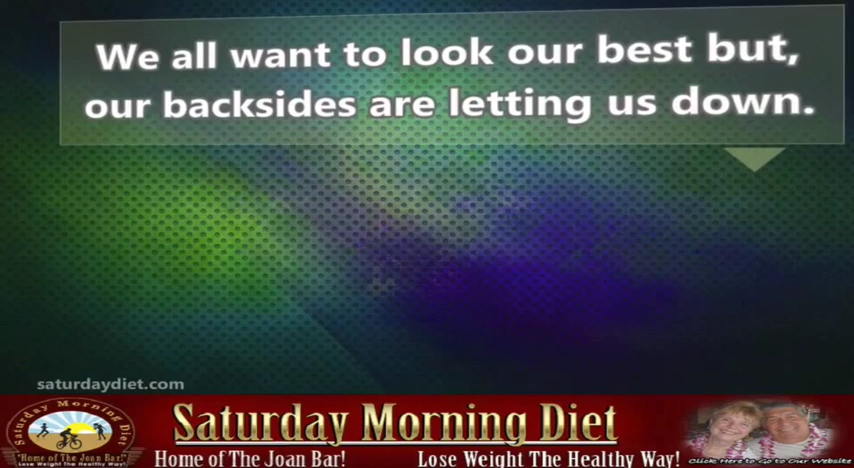 We all want to look our best but,
our backsides are letting us down.
saturdaydiet.com
Saturday Morning Diet
"Home of The Joan Bar!"
Lose Weight The Healthy Way!
Saturday Morning Diet
Home of The Joan Bar!
Lose Weight The Healthy Way!
Click Here to Go to Our Website